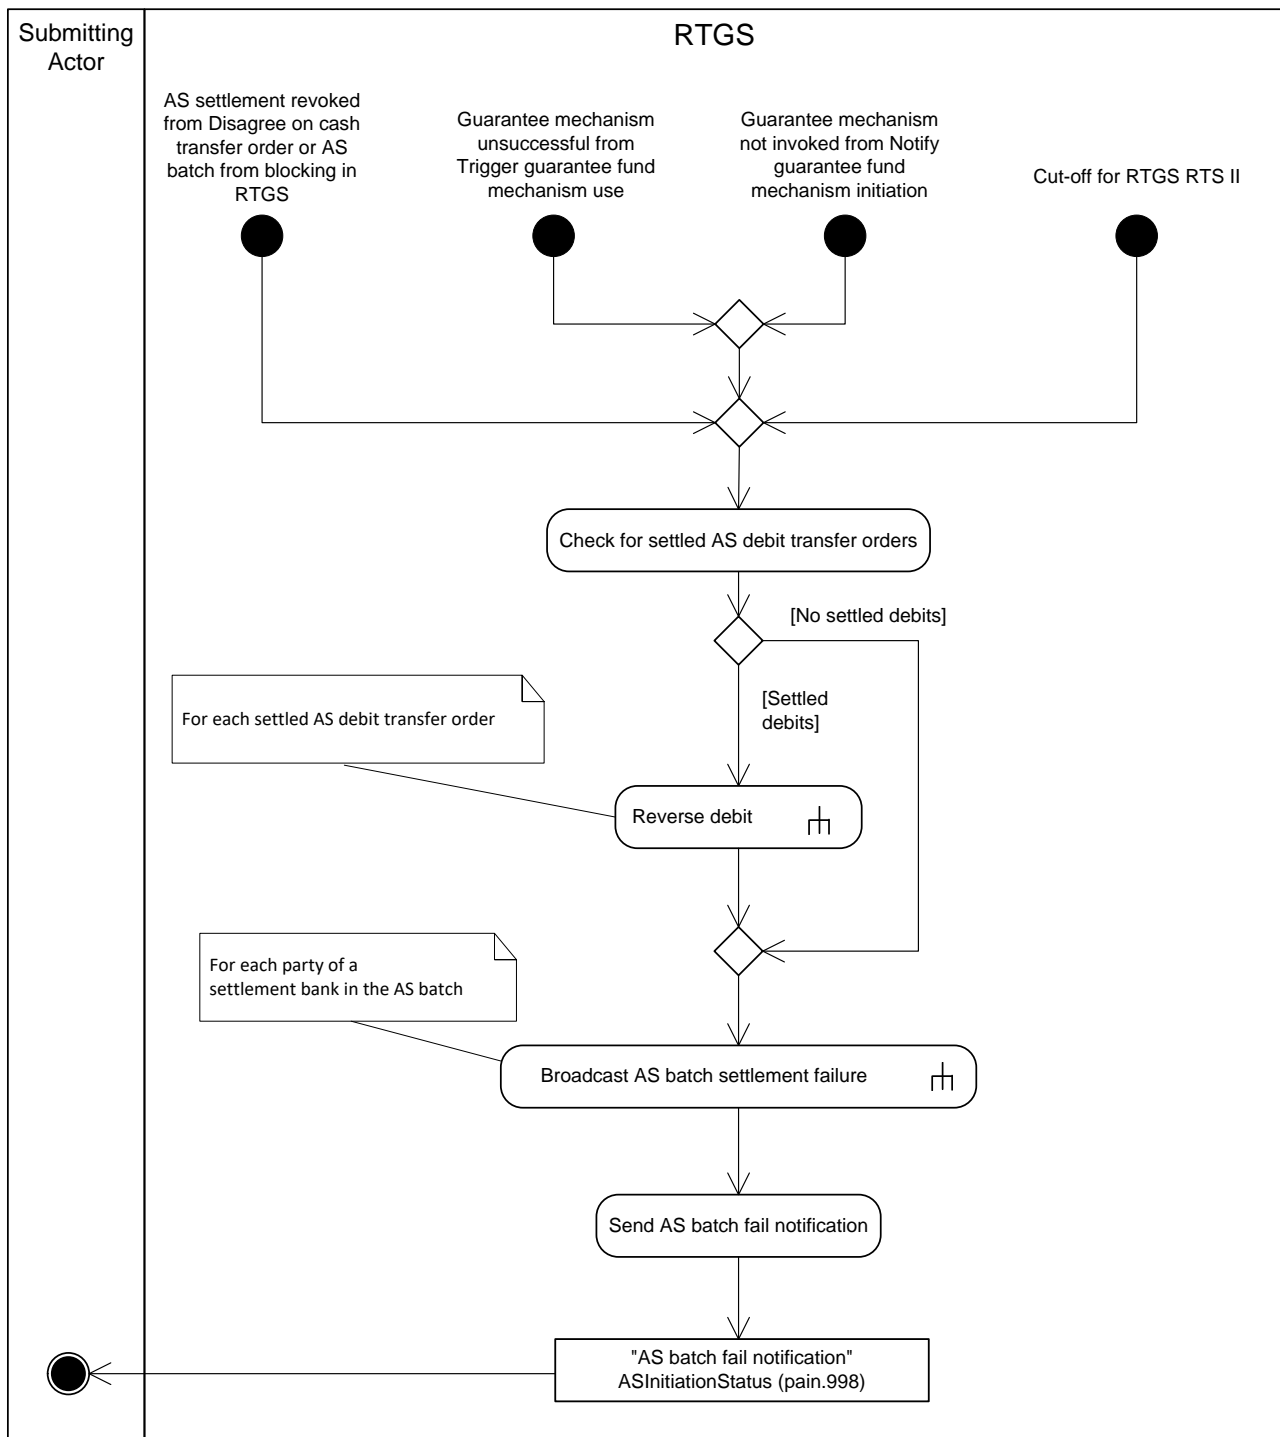 Submitting
Actor
RTGS
AS settlement revoked
from Disagree on cash
transfer order or AS
batch from blocking in
RTGS
Guarantee mechanism
unsuccessful from
Trigger guarantee fund
mechanism use
Guarantee mechanism
not invoked from Notify
guarantee fund
mechanism initiation
Cut-off for RTGS RTS II
Check for settled AS debit transfer orders
[No settled debits]
[Settled
debits]
For each settled AS debit transfer order
Reverse debit
For each party of a
settlement bank in the AS batch
Broadcast AS batch settlement failure
Send AS batch fail notification
"AS batch fail notification"
ASInitiationStatus (pain.998)